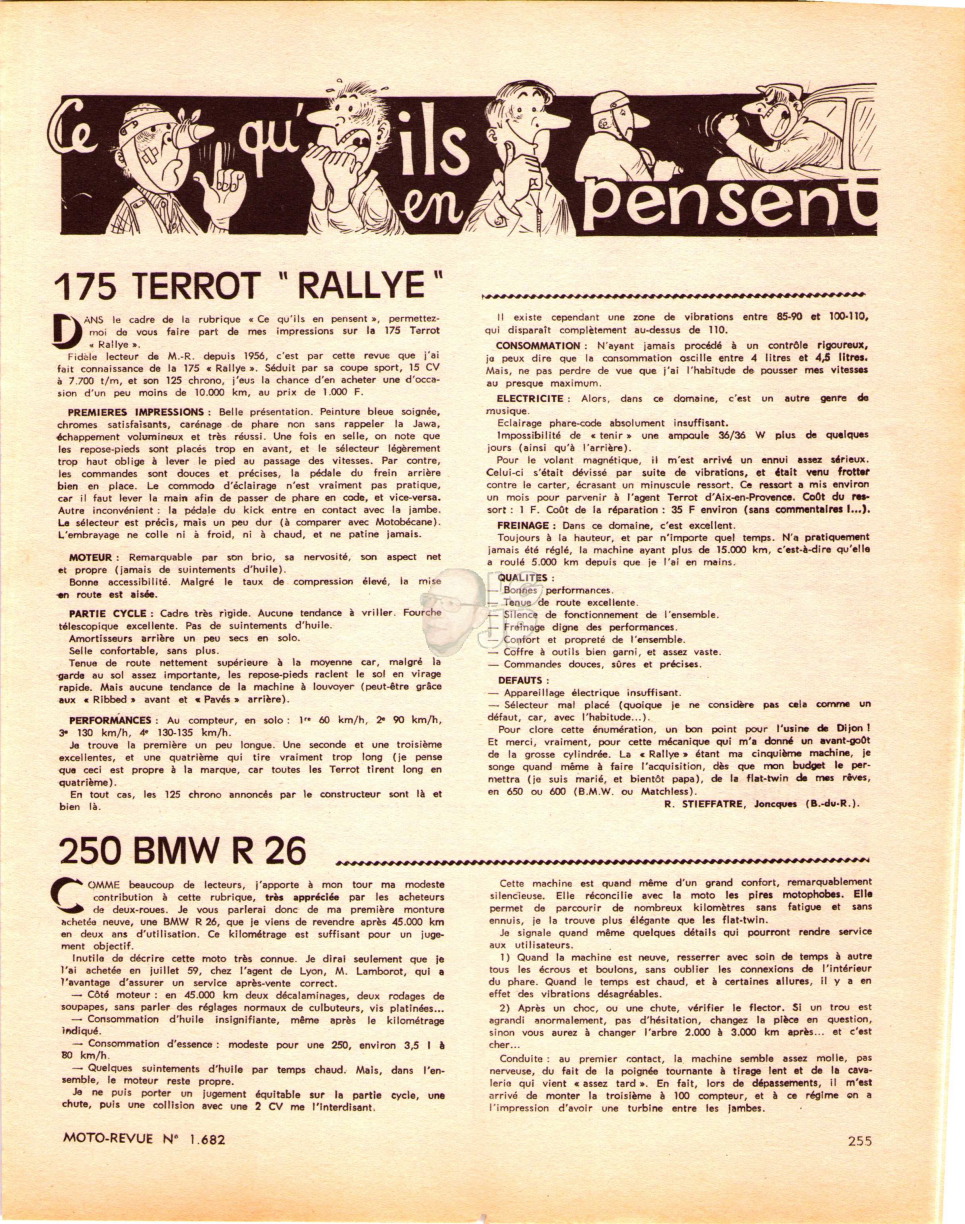 Ce qu'ils en pensent
175 TERROT " RALLYE "
DANS le cadre de la rubrique « Ce qu'ils en pensent », permettez-
moi de vous faire part de mes impressions sur la 175 Terrot
« Rallye ».
Fidèle lecteur de M.-R. depuis 1956, c'est par cette revue que j'ai
fait connaissance de la 175 « Rallye ». Séduit par sa coupe sport, 15 CV
à 7.700 t/m, et son 125 chrono, j'eus la chance d'en acheter une d'occa-
sion d'un peu moins de 10.000 km, au prix de 1.000 F.
PREMIERES IMPRESSIONS : Belle présentation. Peinture bleue soignée,
chromes satisfaisants, carénage de phare non sans rappeler la Jawa,
échappement volumineux et très réussi. Une fois en selle, on note que
les repose-pieds sont placés trop en avant, et le sélecteur légèrement
trop haut oblige à lever le pied au passage des vitesses. Par contre,
les commandes sont douces et précises, la pédale du frein arrière
bien en place. Le commodo d'éclairage n'est vraiment pas pratique,
car il faut lever la main afin de passer de phare en code, et vice-versa.
Autre inconvénient : la pédale du kick entre en contact avec la jambe.
Le sélecteur est précis, mais un peu dur (à comparer avec Motobécane).
L'embrayage ne colle ni à froid, ni à chaud, et ne patine jamais.
MOTEUR : Remarquable par son brio, sa nervosité, son aspect net
et propre (jamais de suintements d'huile).
Bonne accessibilité. Malgré le taux de compression élevé, la mise
en route est aisée.
PARTIE CYCLE : Cadre très rigide. Aucune tendance à vriller. Fourche
télescopique excellente. Pas de suintements d'huile.
Amortisseurs arrière un peu secs en solo.
Selle confortable, sans plus.
Tenue de route nettement supérieure à la moyenne car, malgré la
garde au sol assez importante, les repose-pieds raclent le sol en virage
rapide. Mais aucune tendance de la machine à louvoyer (peut-être grâce
aux « Ribbed » avant et « Pavés » arrière).
PERFORMANCES : Au compteur, en solo : 1re 60 km/h, 2e 90 km/h,
3e 130 km/h, 4e 130-135 km/h.
Je trouve la première un peu longue. Une seconde et une troisième
excellentes, et une quatrième qui tire vraiment trop long (je pense
que ceci est propre à la marque, car toutes les Terrot tirent long en
quatrième).
En tout cas, les 125 chrono annoncés par le constructeur sont là et
bien là.
Il existe cependant une zone de vibrations entre 85-90 et 100-110,
qui disparaît complètement au-dessus de 110.
CONSOMMATION : N'ayant jamais procédé à un contrôle rigoureux,
je peux dire que la consommation oscille entre 4 litres et 4,5 litres.
Mais, ne pas perdre de vue que j'ai l'habitude de pousser mes vitesses
au presque maximum.
ELECTRICITE : Alors, dans ce domaine, c'est un autre genre de
musique.
Eclairage phare-code absolument insuffisant.
Impossibilité de « tenir » une ampoule 36/36 W plus de quelques
jours (ainsi qu'à l'arrière).
Pour le volant magnétique, il m'est arrivé un ennui assez sérieux.
Celui-ci s'était dévissé par suite de vibrations, et était venu frotter
contre le carter, écrasant un minuscule ressort. Ce ressort a mis environ
un mois pour parvenir à l'agent Terrot d'Aix-en-Provence. Coût du res-
sort : 1 F. Coût de la réparation : 35 F environ (sans commentaires !...).
FREINAGE : Dans ce domaine, c'est excellent.
Toujours à la hauteur, et par n'importe quel temps. N'a pratiquement
jamais été réglé, la machine ayant plus de 15.000 km, c'est-à-dire qu'elle
a roulé 5.000 km depuis que je l'ai en mains.
QUALITES :
— Bonnes performances.
— Tenue de route excellente.
— Silence de fonctionnement de l'ensemble.
— Freinage digne des performances.
— Confort et propreté de l'ensemble.
— Coffre à outils bien garni, et assez vaste.
— Commandes douces, sûres et précises.
DEFAUTS :
— Appareillage électrique insuffisant.
— Sélecteur mal placé (quoique je ne considère pas cela comme un
défaut, car, avec l'habitude...).
Pour clore cette énumération, un bon point pour l'usine de Dijon !
Et merci, vraiment, pour cette mécanique qui m'a donné un avant-goût
de la grosse cylindrée. La « Rallye » étant ma cinquième machine, je
songe quand même à faire l'acquisition, dès que mon budget le per-
mettra (je suis marié, et bientôt papa), de la flat-twin de mes rêves,
en 650 ou 600 (B.M.W. ou Matchless).
R. STIEFFATRE, Joncques (B.-du-R.).
250 BMW R 26
COMME beaucoup de lecteurs, j'apporte à mon tour ma modeste
contribution à cette rubrique, très appréciée par les acheteurs
de deux-roues. Je vous parlerai donc de ma première monture
achetée neuve, une BMW R 26, que je viens de revendre après 45.000 km
en deux ans d'utilisation. Ce kilométrage est suffisant pour un juge-
ment objectif.
Inutile de décrire cette moto très connue. Je dirai seulement que je
l'ai achetée en juillet 59, chez l'agent de Lyon, M. Lamborot, qui a
l'avantage d'assurer un service après-vente correct.
— Côté moteur : en 45.000 km deux décalaminages, deux rodages de
soupapes, sans parler des réglages normaux de culbuteurs, vis platinées...
— Consommation d'huile insignifiante, même après le kilométrage
indiqué.
— Consommation d'essence : modeste pour une 250, environ 3,5 l à
80 km/h.
— Quelques suintements d'huile par temps chaud. Mais, dans l'en-
semble, le moteur reste propre.
Je ne puis porter un jugement équitable sur la partie cycle, une
chute, puis une collision avec une 2 CV me l'interdisant.
Cette machine est quand même d'un grand confort, remarquablement
silencieuse. Elle réconcilie avec la moto les pires motophobes. Elle
permet de parcourir de nombreux kilomètres sans fatigue et sans
ennuis, je la trouve plus élégante que les flat-twin.
Je signale quand même quelques détails qui pourront rendre service
aux utilisateurs.
1) Quand la machine est neuve, resserrer avec soin de temps à autre
tous les écrous et boulons, sans oublier les connexions de l'intérieur
du phare. Quand le temps est chaud, et à certaines allures, il y a en
effet des vibrations désagréables.
2) Après un choc, ou une chute, vérifier le flector. Si un trou est
agrandi anormalement, pas d'hésitation, changez la pièce en question,
sinon vous aurez à changer l'arbre 2.000 à 3.000 km après... et c'est
cher...
Conduite : au premier contact, la machine semble assez molle, pas
nerveuse, du fait de la poignée tournante à tirage lent et de la cava-
lerie qui vient « assez tard ». En fait, lors de dépassements, il m'est
arrivé de monter la troisième à 100 compteur, et à ce régime on a
l'impression d'avoir une turbine entre les jambes.
MOTO-REVUE N° 1.682
255